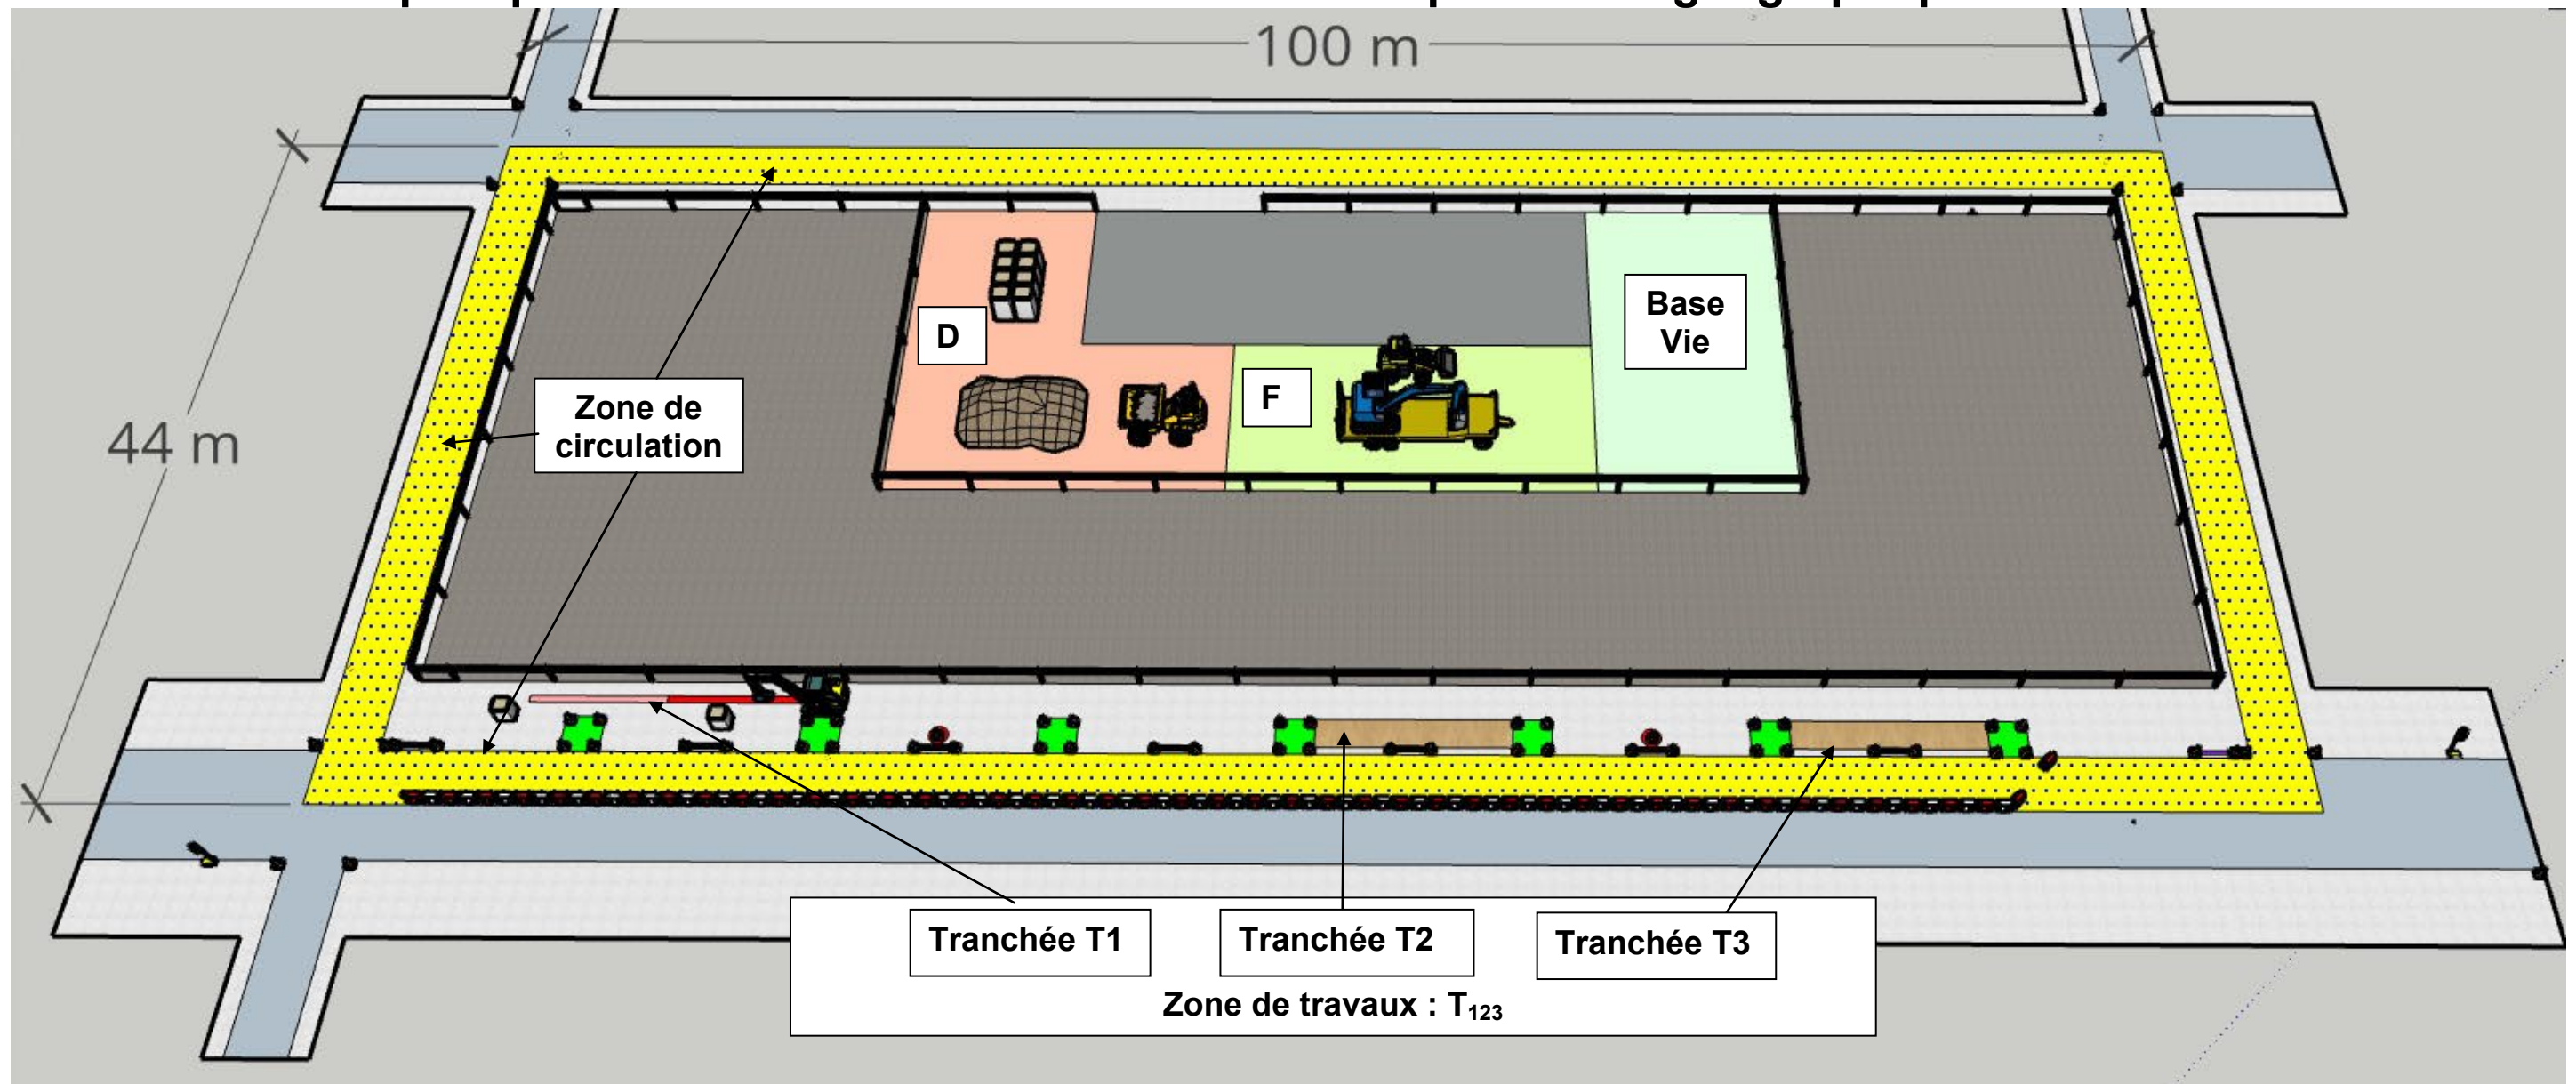 100 m
D
Base
Vie
F
Zone de
circulation
44 m
Tranchée T1
Tranchée T2
Tranchée T3
Zone de travaux : T₁₂₃